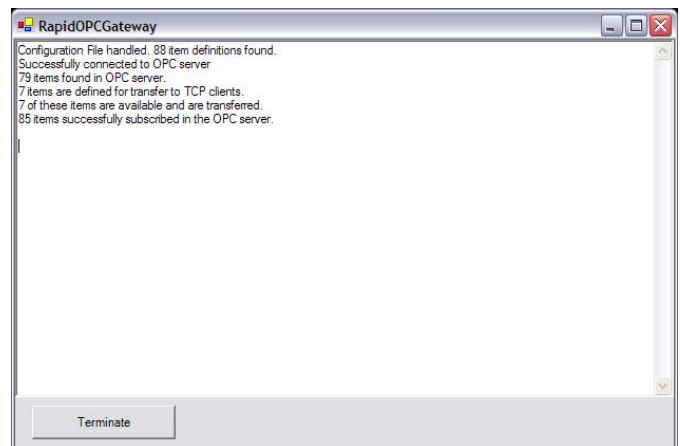 RapidOPCGateway
Configuration File handled. 88 item definitions found.
Successfully connected to OPC server
79 items found in OPC server.
7 items are defined for transfer to TCP clients.
7 of these items are available and are transferred.
85 items successfully subscribed in the OPC server.
Terminate